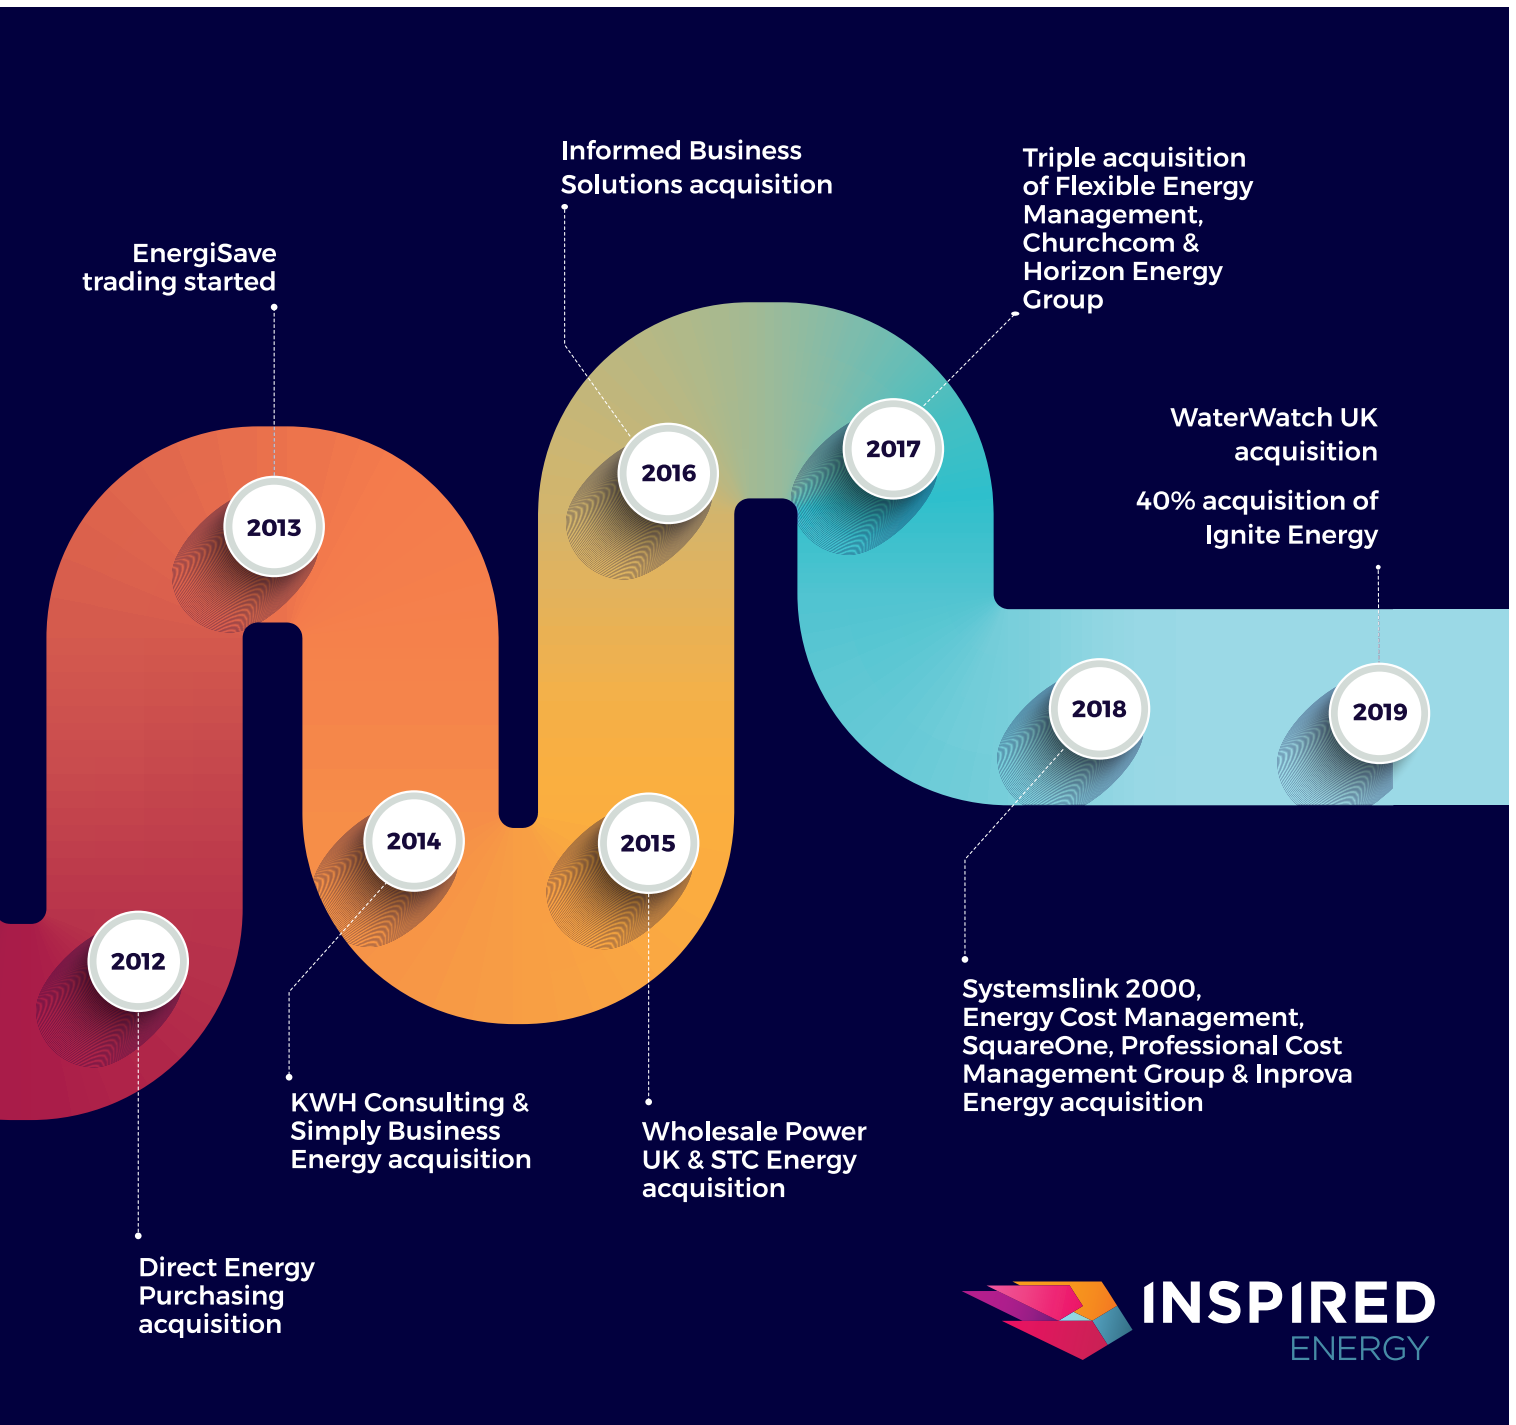 Informed Business
Solutions acquisition
Triple acquisition
of Flexible Energy
Management,
Churchcom &
Horizon Energy
Group
EnergiSave
trading started
WaterWatch UK
acquisition
40% acquisition of
Ignite Energy
2017
2016
2013
2018
2019
2014
2015
2012
Systemslink 2000,
Energy Cost Management,
SquareOne, Professional Cost
Management Group & Inprova
Energy acquisition
KWH Consulting &
Simply Business
Energy acquisition
Wholesale Power
UK & STC Energy
acquisition
Direct Energy
Purchasing
acquisition
INSPIRED
ENERGY